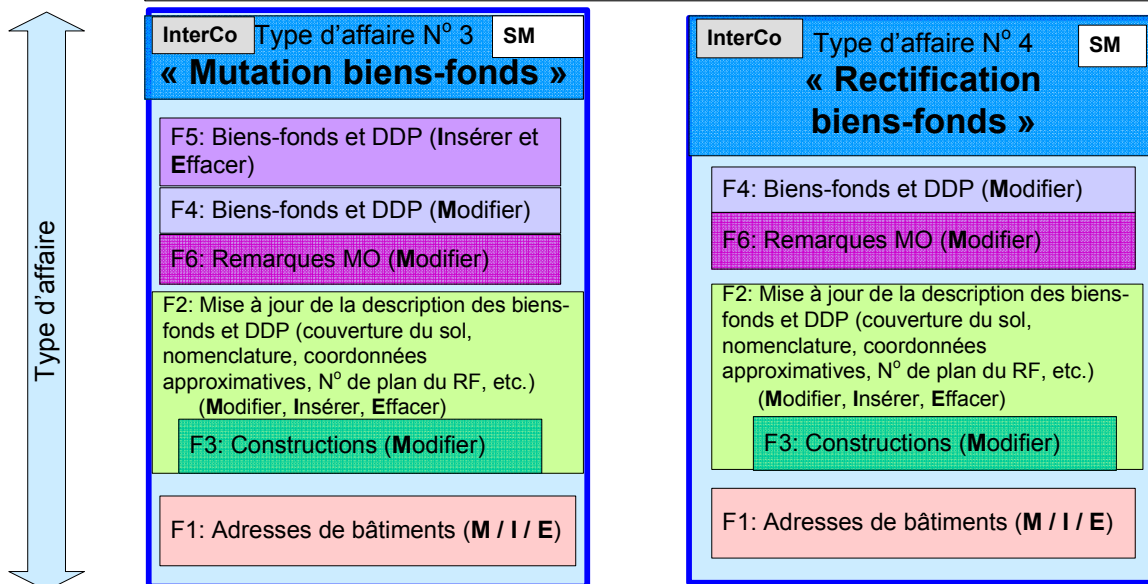 Type d'affaire
InterCo
Type d'affaire N° 3
SM
« Mutation biens-fonds »
F5: Biens-fonds et DDP (Insérer et
Effacer)
F4: Biens-fonds et DDP (Modifier)
F6: Remarques MO (Modifier)
F2: Mise à jour de la description des biens-
fonds et DDP (couverture du sol,
nomenclature, coordonnées
approximatives, N° de plan du RF, etc.)
(Modifier, Insérer, Effacer)
F3: Constructions (Modifier)
F1: Adresses de bâtiments (M / I / E)
InterCo
Type d'affaire N° 4
SM
« Rectification
biens-fonds »
F4: Biens-fonds et DDP (Modifier)
F6: Remarques MO (Modifier)
F2: Mise à jour de la description des biens-
fonds et DDP (couverture du sol,
nomenclature, coordonnées
approximatives, N° de plan du RF, etc.)
(Modifier, Insérer, Effacer)
F3: Constructions (Modifier)
F1: Adresses de bâtiments (M / I / E)